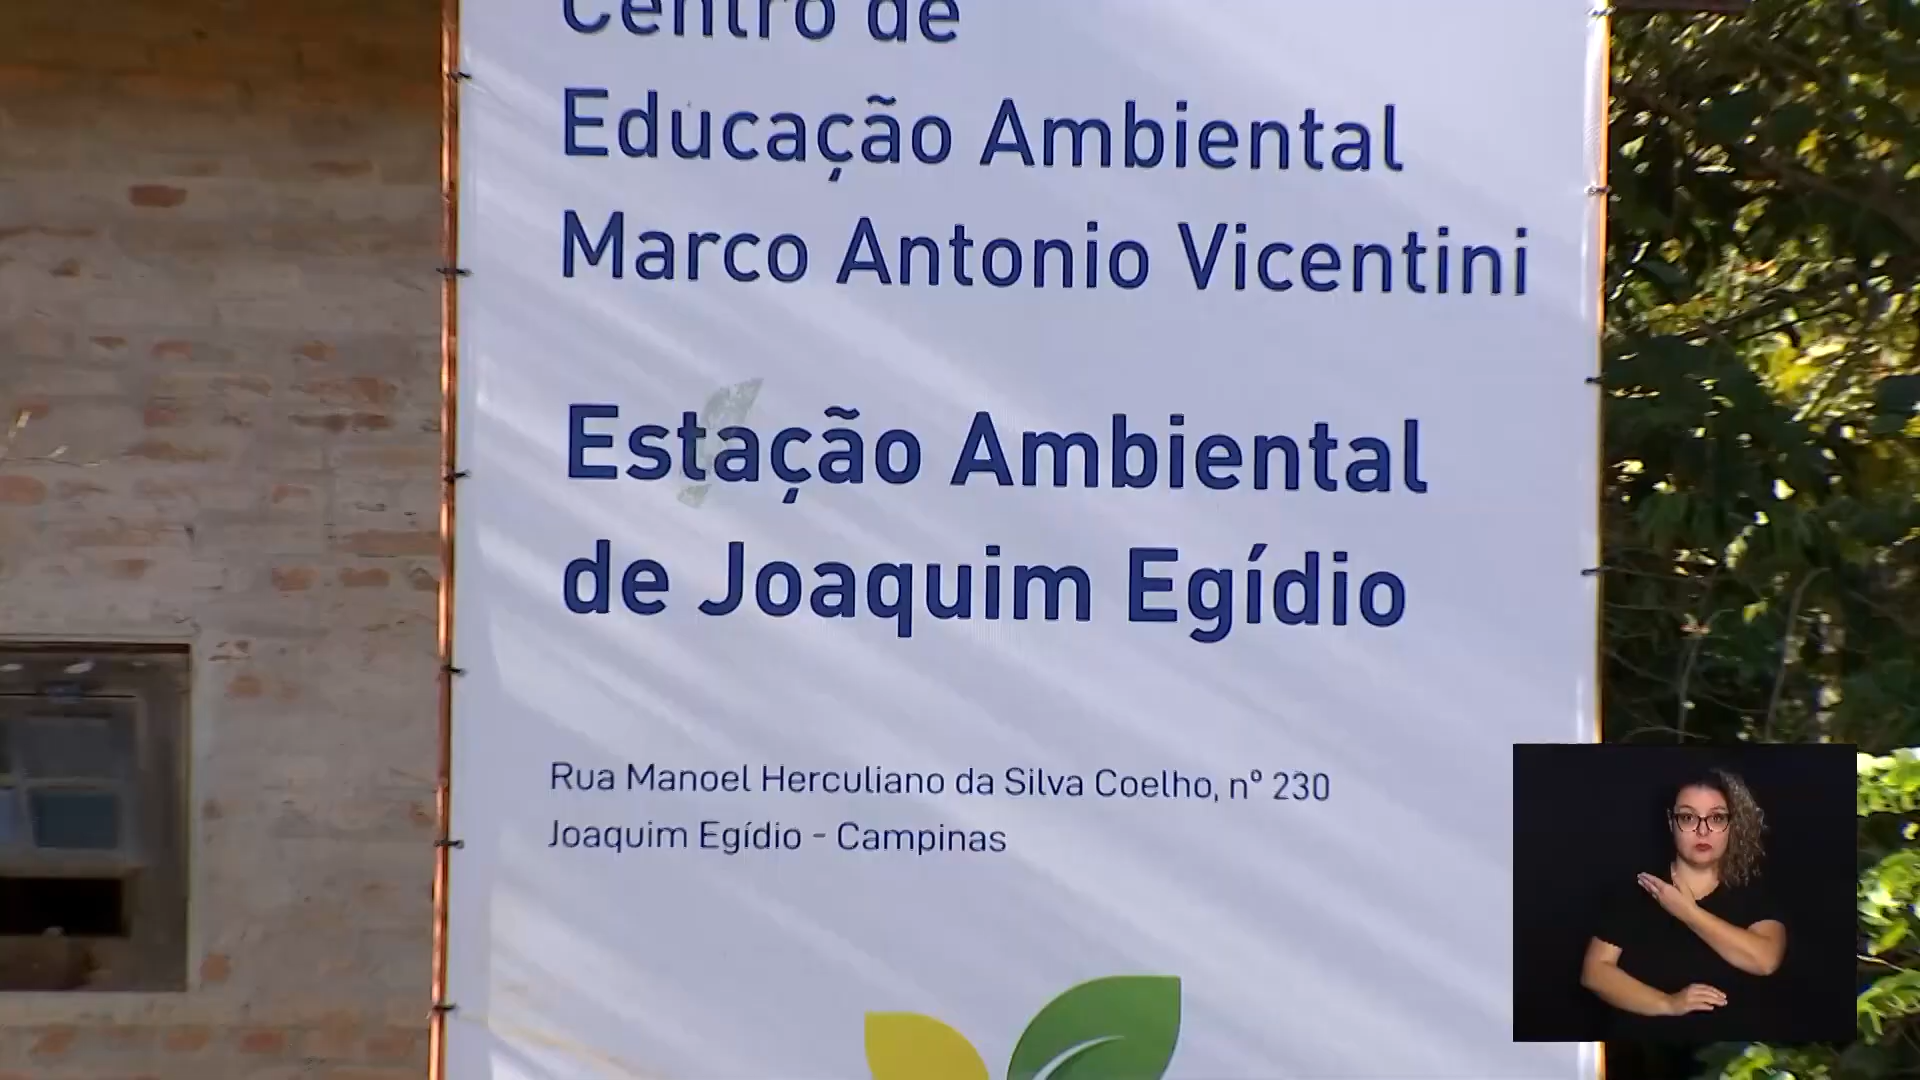 Centro de
Educação Ambiental
Marco Antonio Vicentini
Estação Ambiental
de Joaquim Egídio
Rua Manoel Herculiano da Silva Coelho, nº 230
Joaquim Egídio - Campinas